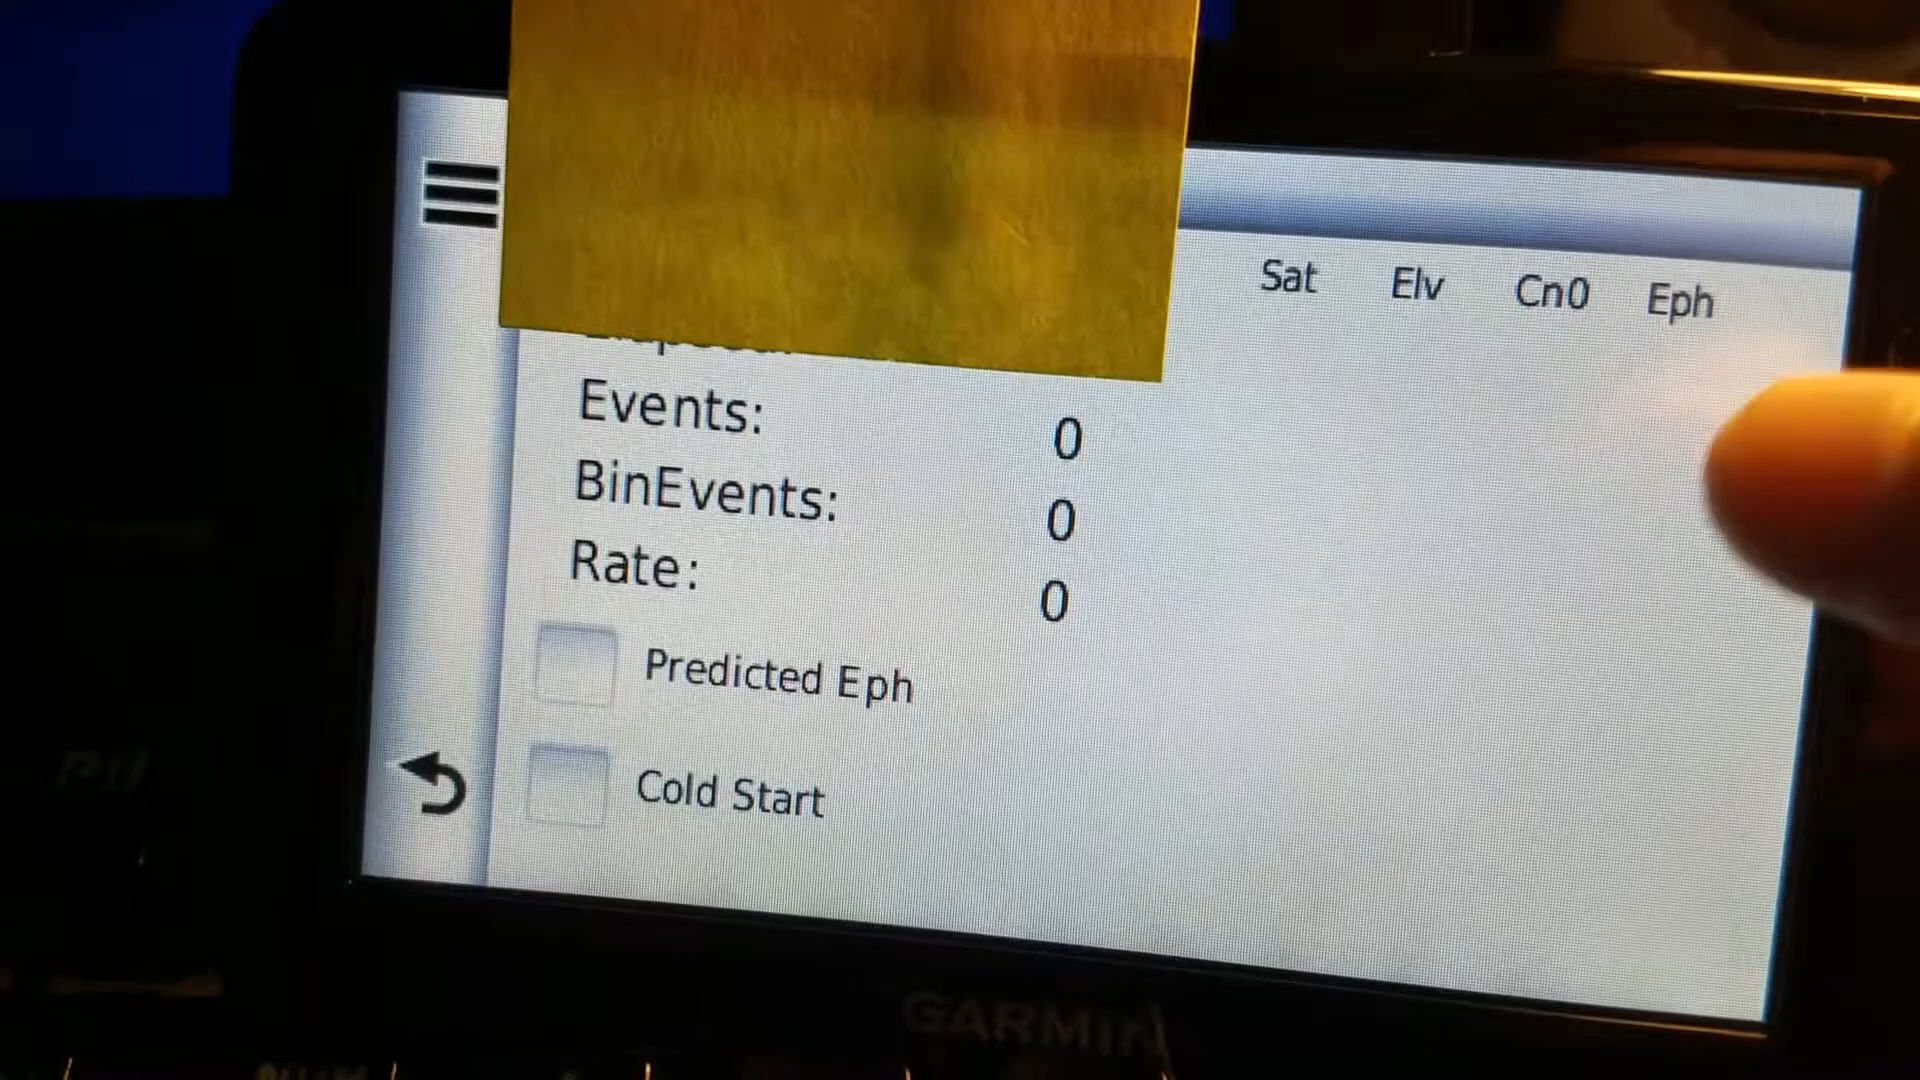 Sat Elv Cn0 Eph
Events: 0
BinEvents: 0
Rate: 0
Predicted Eph
Cold Start
GARMIN